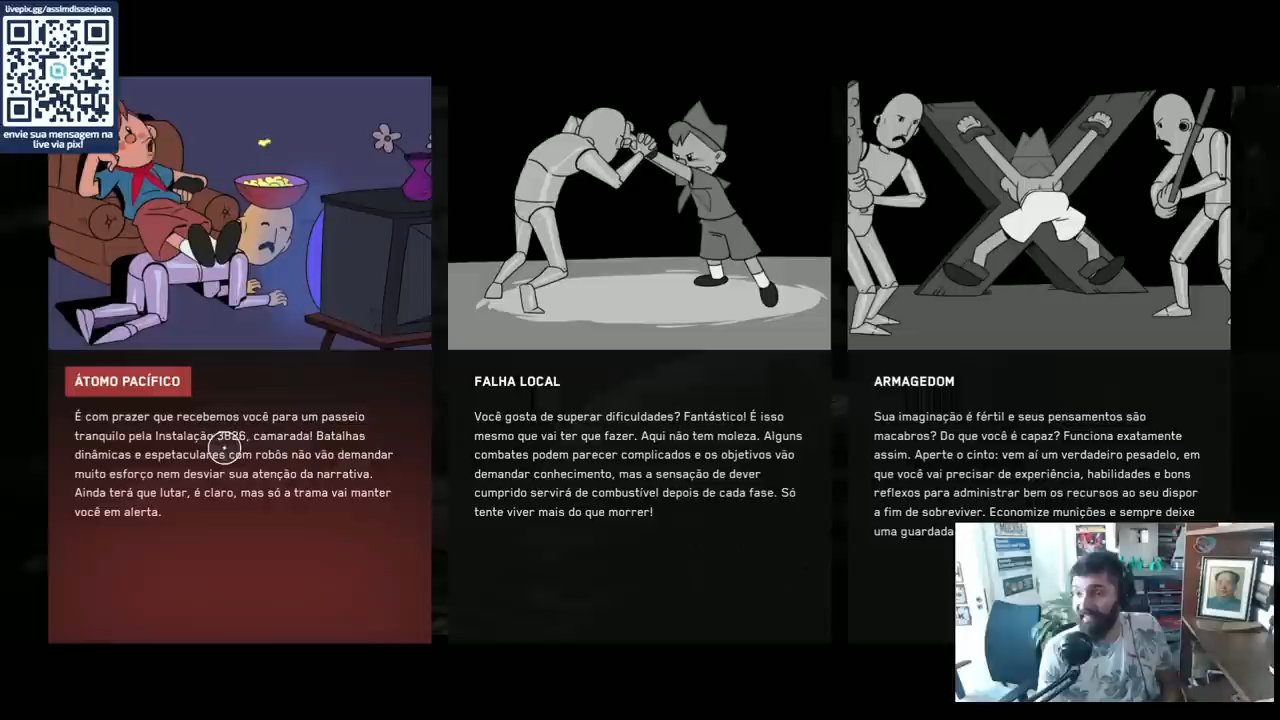 livepix.gg/assimdissejoao
envie sua mensagem na
live via pix!
ÁTOMO PACÍFICO
É com prazer que recebemos você para um passeio
tranquilo pela Instalação 3826, camarada! Batalhas
dinâmicas e espetaculares com robôs não vão demandar
muito esforço nem desviar sua atenção da narrativa.
Ainda terá que lutar, é claro, mas só a trama vai manter
você em alerta.
FALHA LOCAL
Você gosta de superar dificuldades? Fantástico! É isso
mesmo que vai ter que fazer. Aqui não tem moleza. Alguns
combates podem parecer complicados e os objetivos vão
demandar conhecimento, mas a sensação de dever
cumprido servirá de combustível depois de cada fase. Só
tente viver mais do que morrer!
ARMAGEDOM
Sua imaginação é fértil e seus pensamentos são
macabros? Do que você é capaz? Funciona exatamente
assim. Aperte o cinto: vem aí um verdadeiro pesadelo, em
que você vai precisar de experiência, habilidades e bons
reflexos para administrar bem os recursos ao seu dispor
a fim de sobreviver. Economize munições e sempre deixe
uma guardada